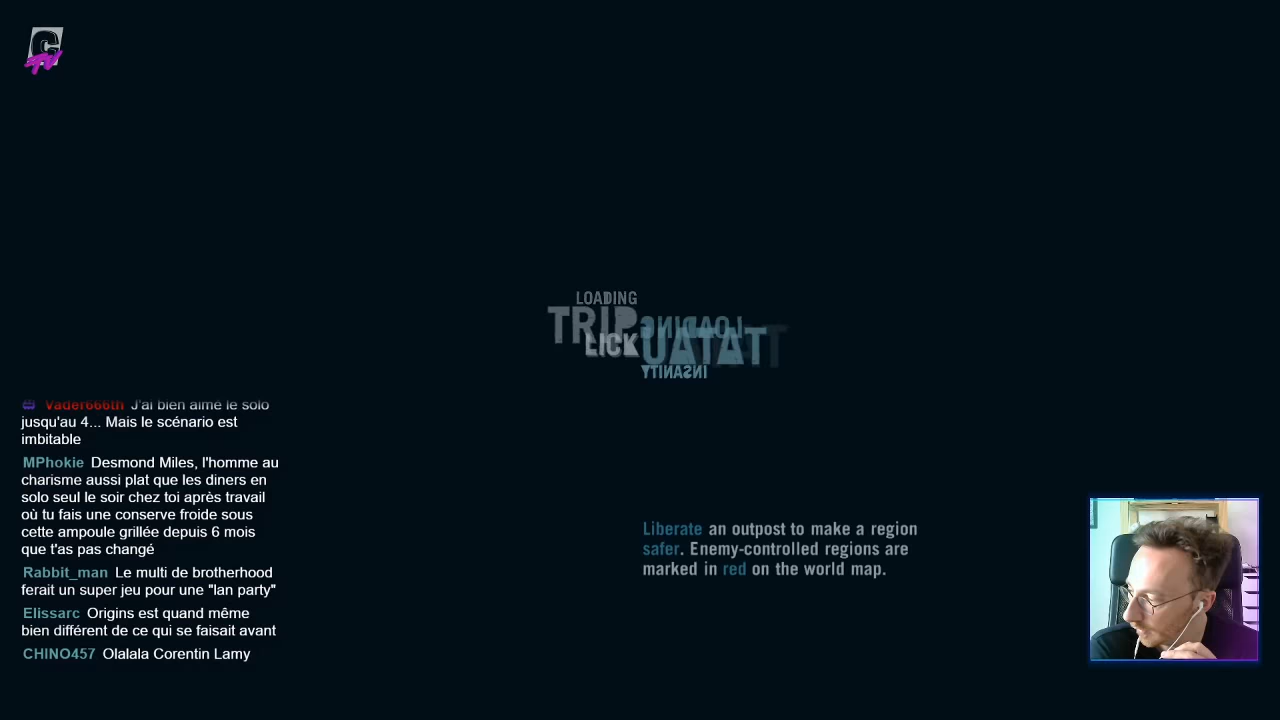 C
TV
LOADING
TRIP
LOADING
LICK
UATAT
INSANITY
Vader666th J'ai bien aimé le solo
jusqu'au 4... Mais le scénario est
imbitable
MPhokie Desmond Miles, l'homme au
charisme aussi plat que les diners en
solo seul le soir chez toi après travail
où tu fais une conserve froide sous
cette ampoule grillée depuis 6 mois
que t'as pas changé
Rabbit_man Le multi de brotherhood
ferait un super jeu pour une "lan party"
Elissarc Origins est quand même
bien différent de ce qui se faisait avant
CHINO457 Olalala Corentin Lamy
Liberate an outpost to make a region
safer. Enemy-controlled regions are
marked in red on the world map.